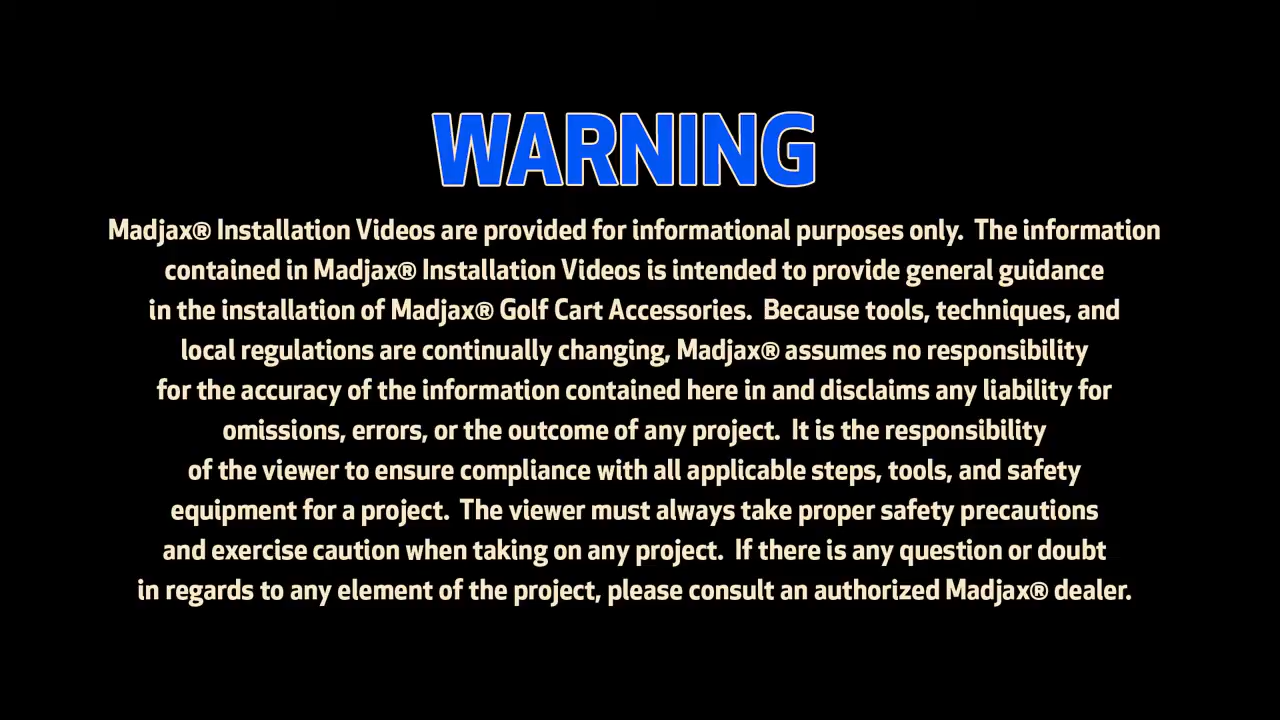 WARNING
Madjax® Installation Videos are provided for informational purposes only.  The information
contained in Madjax® Installation Videos is intended to provide general guidance
in the installation of Madjax® Golf Cart Accessories.  Because tools, techniques, and
local regulations are continually changing, Madjax® assumes no responsibility
for the accuracy of the information contained here in and disclaims any liability for
omissions, errors, or the outcome of any project.  It is the responsibility
of the viewer to ensure compliance with all applicable steps, tools, and safety
equipment for a project.  The viewer must always take proper safety precautions
and exercise caution when taking on any project.  If there is any question or doubt
in regards to any element of the project, please consult an authorized Madjax® dealer.